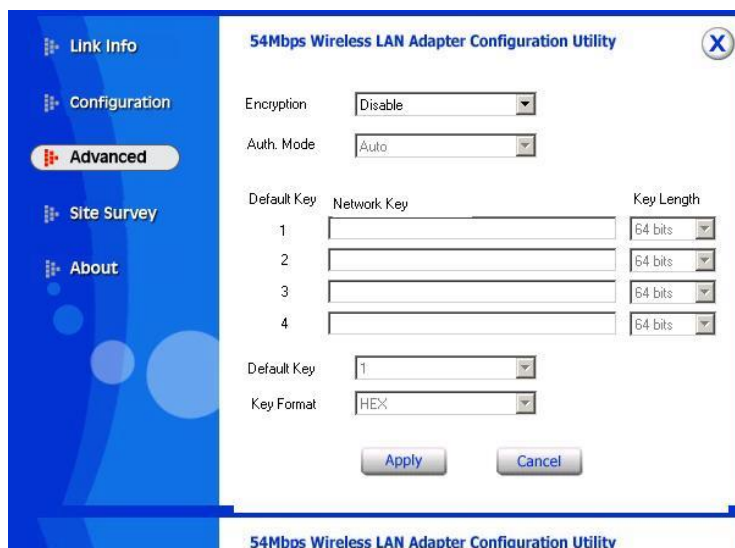 Link Info
Configuration
Advanced
Site Survey
About
54Mbps Wireless LAN Adapter Configuration Utility
X
Encryption Disable
Auth. Mode Auto
Default Key Network Key Key Length
1 64 bits
2 64 bits
3 64 bits
4 64 bits
Default Key 1
Key Format HEX
Apply Cancel
54Mbps Wireless LAN Adapter Configuration Utility